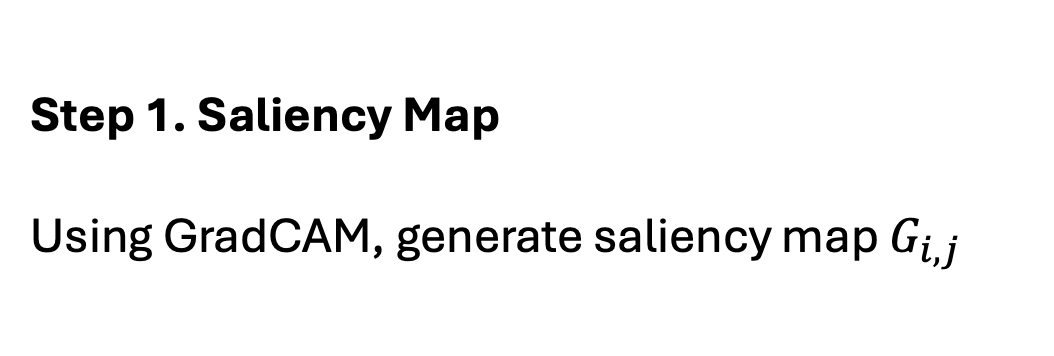 Step 1. Saliency Map
Using GradCAM, generate saliency map $G_{i,j}$